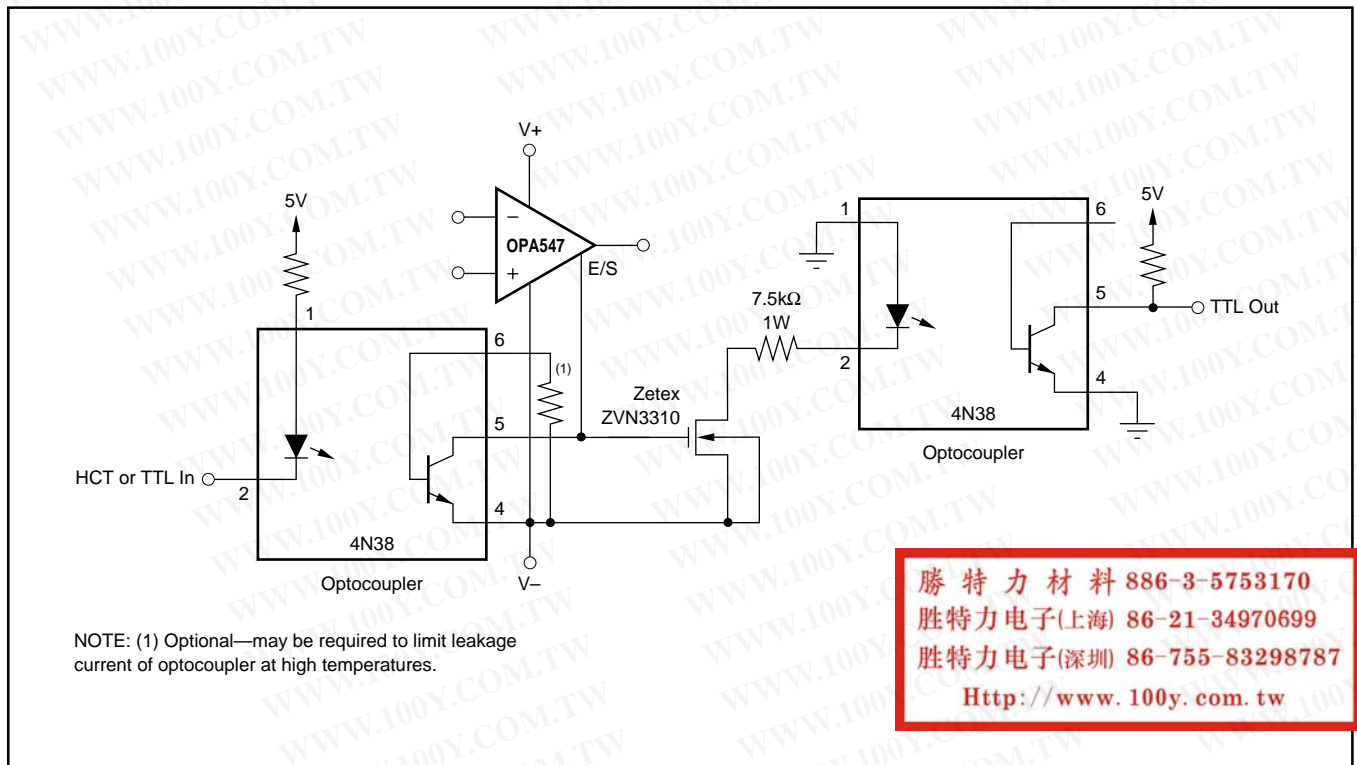 V+
5V
−
OPA547
+
E/S
1
6
(1)
5
HCT or TTL In
2
4
4N38
Optocoupler
V–
Zetex
ZVN3310
7.5kΩ
1W
1
6
5V
5
TTL Out
2
4
4N38
Optocoupler
NOTE: (1) Optional—may be required to limit leakage
current of optocoupler at high temperatures.
勝特力材料 886-3-5753170
胜特力电子(上海) 86-21-34970699
胜特力电子(深圳) 86-755-83298787
Http://www.100y.com.tw
WWW.100Y.COM.TW